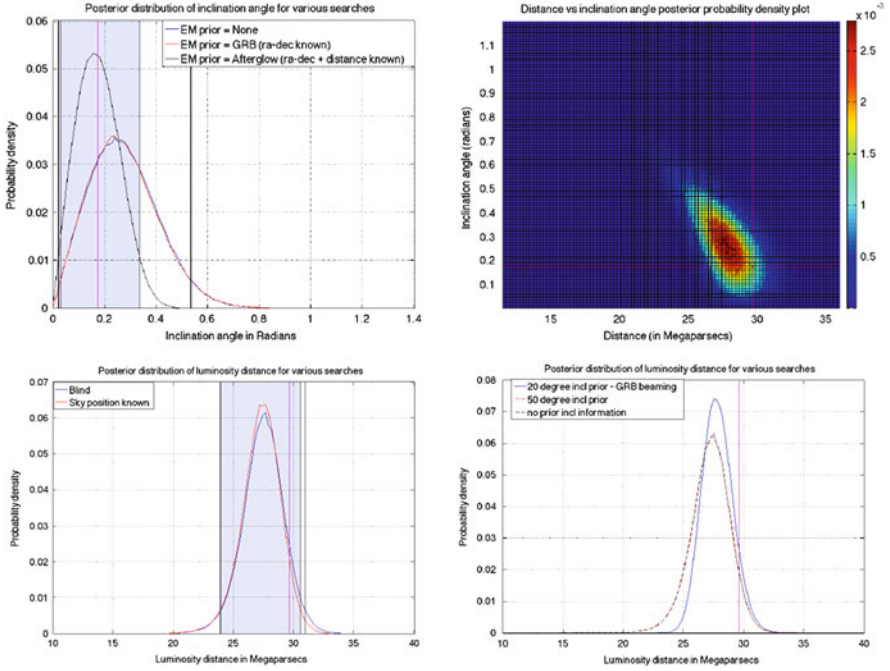 Posterior distribution of inclination angle for various searches
0.06
0.05
0.04
0.03
0.02
0.01
0
Probability density
EM prior = None
EM prior = GRB (ra-dec known)
EM prior = Afterglow (ra-dec + distance known)
0 0.2 0.4 0.6 0.8 1 1.2 1.4
Inclination angle in Radians
Distance vs inclination angle posterior probability density plot
x 10⁻³
1.1
1
0.9
0.8
0.7
0.6
0.5
0.4
0.3
0.2
0.1
Inclination angle (radians)
2.5
2
1.5
1
0.5
15 20 25 30 35
Distance (in Megaparsecs)
Posterior distribution of luminosity distance for various searches
0.07
0.06
0.05
0.04
0.03
0.02
0.01
0
Probability density
Blind
Sky position known
10 15 20 25 30 35 40
Luminosity distance in Megaparsecs
Posterior distribution of luminosity distance for various searches
0.08
0.07
0.06
0.05
0.04
0.03
0.02
0.01
0
Probability density
20 degree incl prior - GRB beaming
50 degree incl prior
no prior incl information
10 15 20 25 30 35 40
Luminosity distance in Megaparsecs